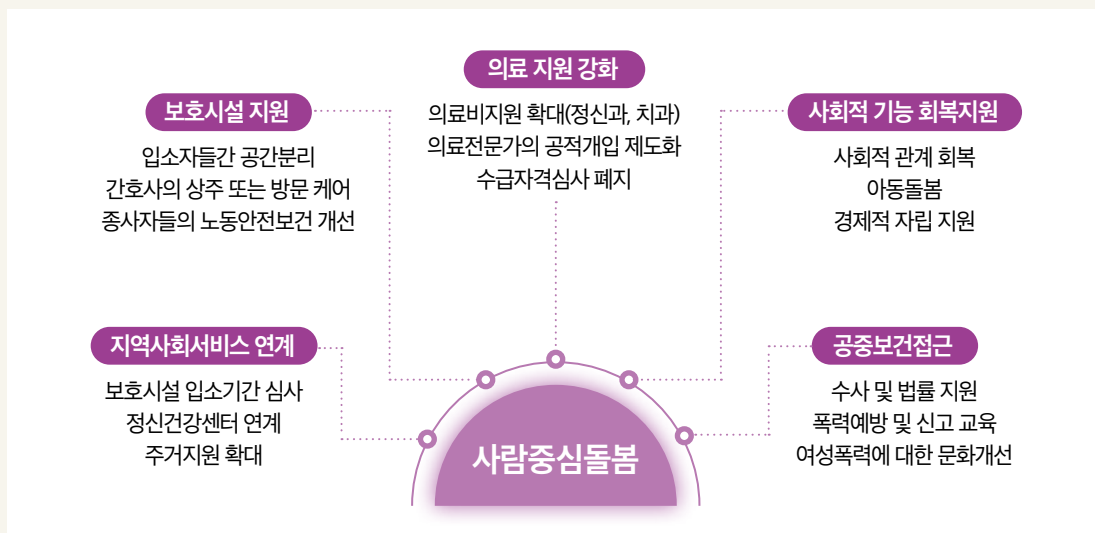 의료 지원 강화
의료비지원 확대(정신과, 치과)
의료전문가의 공적개입 제도화
수급자격심사 폐지
보호시설 지원
입소자들간 공간분리
간호사의 상주 또는 방문 케어
종사자들의 노동안전보건 개선
사회적 기능 회복지원
사회적 관계 회복
아동돌봄
경제적 자립 지원
지역사회서비스 연계
보호시설 입소기간 심사
정신건강센터 연계
주거지원 확대
공중보건접근
수사 및 법률 지원
폭력예방 및 신고 교육
여성폭력에 대한 문화개선
사람중심돌봄